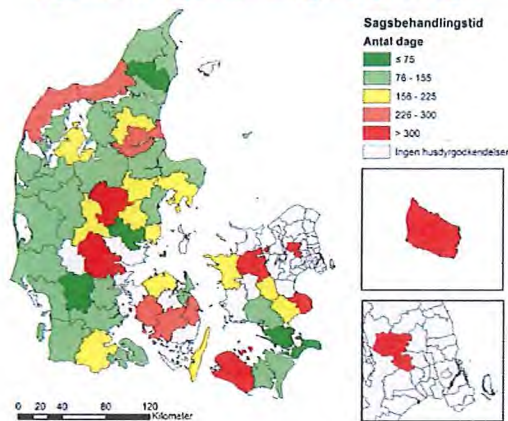 Sagsbehandlingstid
Antal dage
≤ 75
76 - 155
156 - 225
226 - 300
> 300
Ingen husdyrgodkendelser
0 20 40 60 80 120
Kilometer